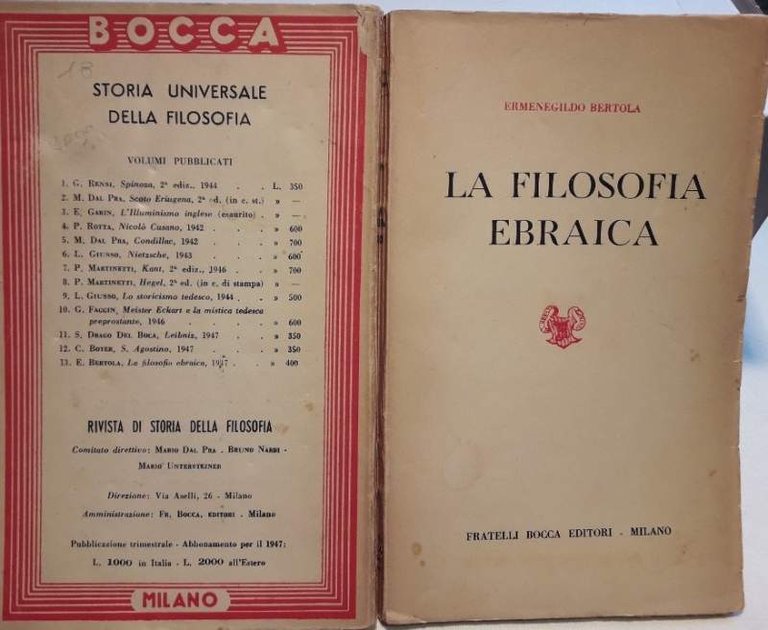 BOCCA
18
STORIA UNIVERSALE
DELLA FILOSOFIA
VOLUMI PUBBLICATI
1. G. RENSI, Spinoza, 2ª ediz., 1944 . . L. 350
2. M. DAL PRA, Scoto Eriugena, 2ª ed. (in c. st.) » —
3. E. GARIN, L'Illuminismo inglese (esaurito) . » —
4. P. ROTTA, Nicolò Cusano, 1942 . . . » 600
5. M. DAL PRA, Condillac, 1942 . . . » 700
6. L. GIUSSO, Nietzsche, 1943 . . . » 600
7. P. MARTINETTI, Kant, 2ª ediz., 1946 . . » 700
8. P. MARTINETTI, Hegel, 2ª ed. (in c. di stampa) » —
9. L. GIUSSO, Lo storicismo tedesco, 1944 . . » 500
10. G. FAGGIN, Meister Eckart e la mistica tedesca
preprostante, 1946 . . . . » 600
11. S. DRAGO DEL BOCA, Leibniz, 1947 . . » 350
12. C. BOYER, S. Agostino, 1947 . . . » 350
13. E. BERTOLA, La filosofia ebraica, 1947 . . » 400
RIVISTA DI STORIA DELLA FILOSOFIA
Comitato direttivo: MARIO DAL PRA - BRUNO NARDI -
MARIO UNTERSTEINER
Direzione: Via Aselli, 26 - Milano
Amministrazione: FR. BOCCA, EDITORI - Milano
Pubblicazione trimestrale - Abbonamento per il 1947:
L. 1000 in Italia - L. 2000 all'Estero
MILANO
ERMENEGILDO BERTOLA
LA FILOSOFIA
EBRAICA
FRATELLI BOCCA EDITORI - MILANO